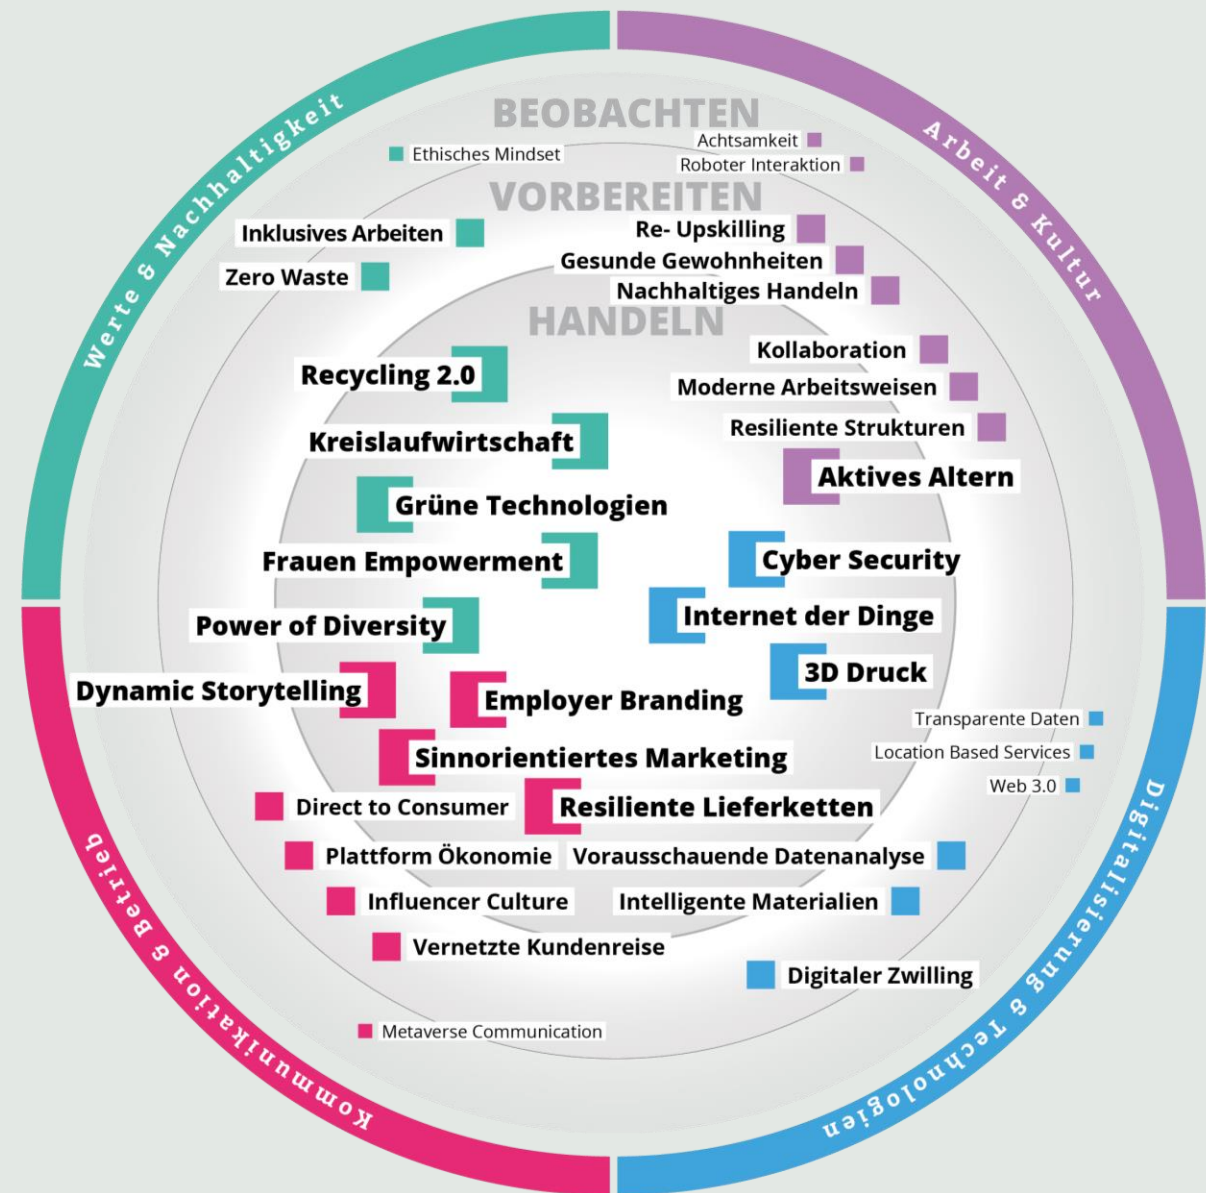 Werte & Nachhaltigkeit
Arbeit & Kultur
BEOBACHTEN
Achtsamkeit
Ethisches Mindset
Roboter Interaktion
VORBEREITEN
Inklusives Arbeiten
Re- Upskilling
Gesunde Gewohnheiten
Zero Waste
Nachhaltiges Handeln
HANDELN
Kollaboration
Recycling 2.0
Moderne Arbeitsweisen
Resiliente Strukturen
Kreislaufwirtschaft
Aktives Altern
Grüne Technologien
Frauen Empowerment
Cyber Security
Internet der Dinge
Power of Diversity
3D Druck
Dynamic Storytelling
Employer Branding
Transparente Daten
Location Based Services
Sinnorientiertes Marketing
Web 3.0
Direct to Consumer
Resiliente Lieferketten
Plattform Ökonomie
Vorausschauende Datenanalyse
Influencer Culture
Intelligente Materialien
Vernetzte Kundenreise
Digitaler Zwilling
Metaverse Communication
Kommunikation & Betrieb
Digitalisierung & Technologien